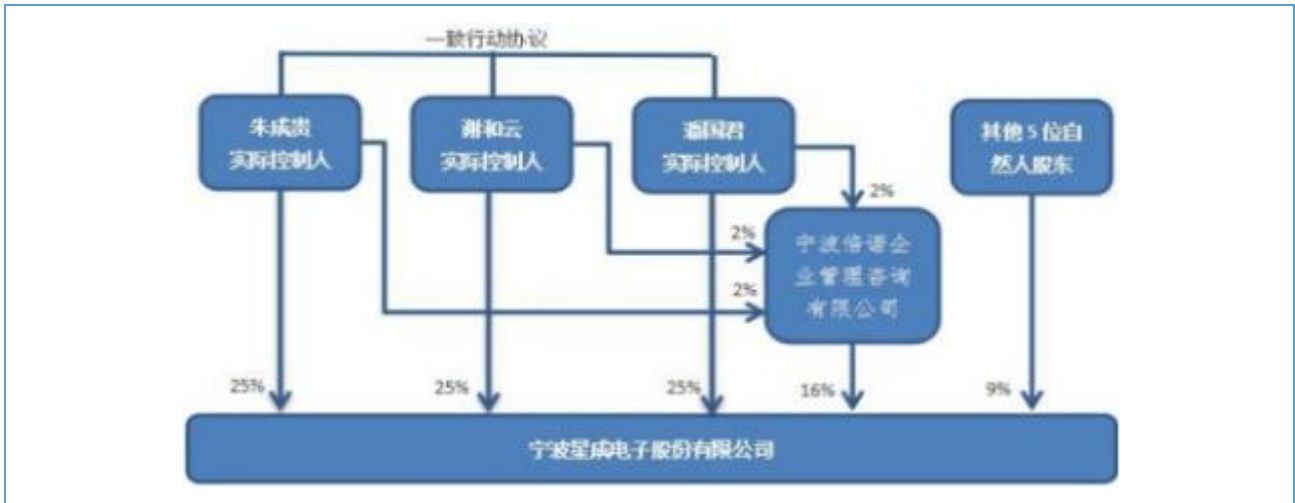 一致行动协议
朱成贵
实际控制人
谢和云
实际控制人
潘国君
实际控制人
其他 5 位自
然人股东
2%
2%
宁波倍诺企
业管理咨询
有限公司
2%
25%
25%
25%
16%
9%
宁波星成电子股份有限公司